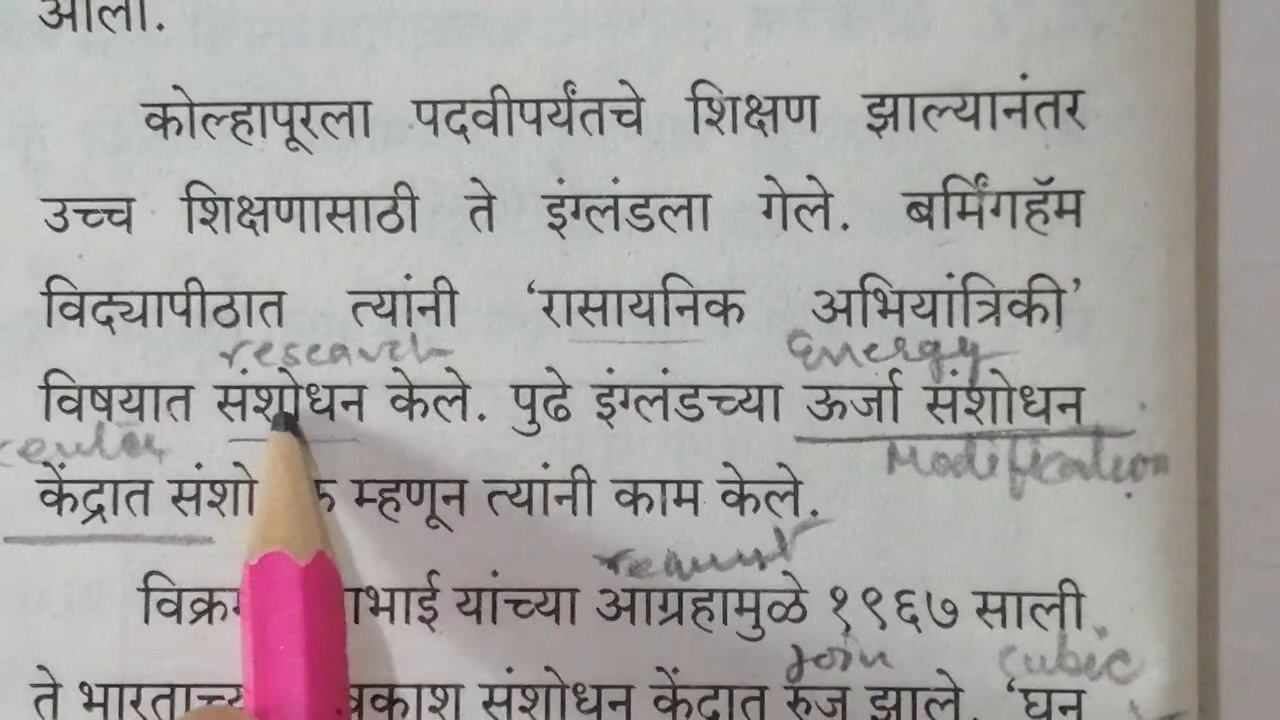 आला.
कोल्हापूरला पदवीपर्यंतचे शिक्षण झाल्यानंतर
उच्च शिक्षणासाठी ते इंग्लंडला गेले. बर्मिंगहॅम
विद्यापीठात त्यांनी 'रासायनिक अभियांत्रिकी'
research Energy
विषयात संशोधन केले. पुढे इंग्लंडच्या ऊर्जा संशोधन
Modification
केंद्रात म्हणून त्यांनी काम केले.
request
यांच्या आग्रहामुळे १९६७ साली
join cubic
ते संशोधन केंद्रात रुजू झाले. 'घन